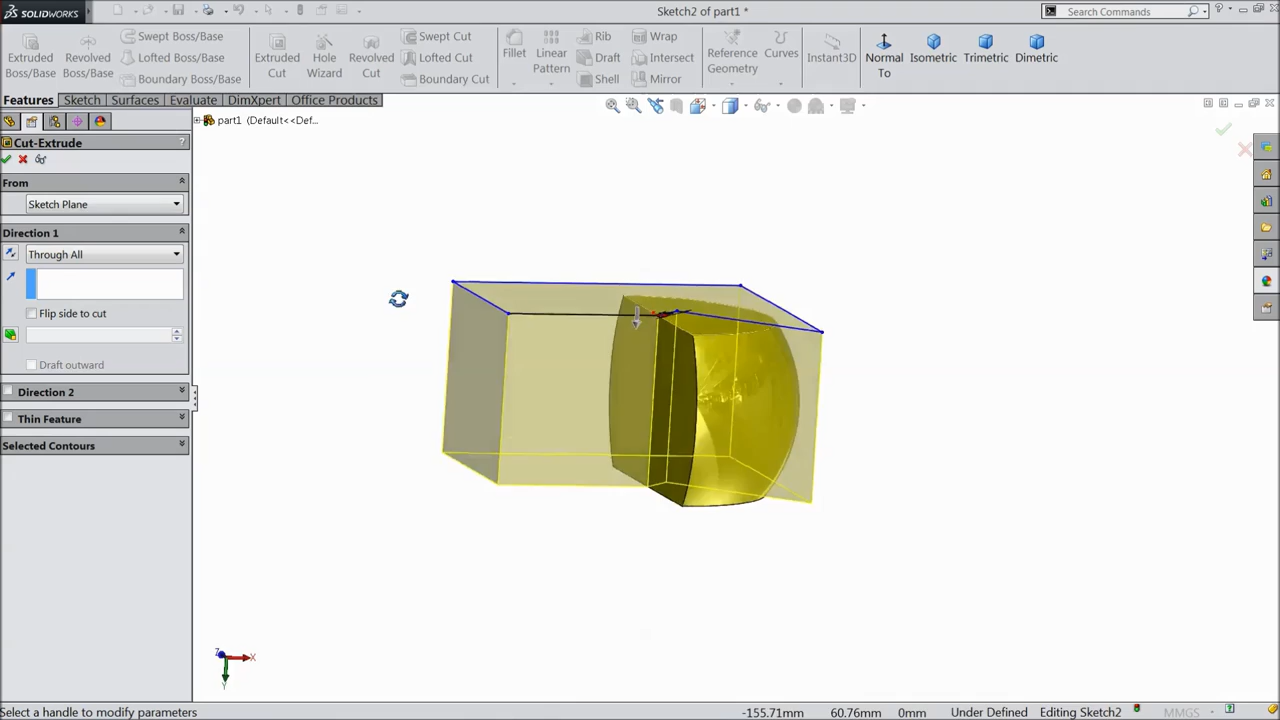 SOLIDWORKS
Sketch2 of part1 *
Search Commands
?
Extruded Boss/Base
Revolved Boss/Base
Swept Boss/Base
Lofted Boss/Base
Boundary Boss/Base
Extruded Cut
Hole Wizard
Revolved Cut
Swept Cut
Lofted Cut
Boundary Cut
Fillet
Linear Pattern
Rib
Draft
Shell
Wrap
Intersect
Mirror
Reference Geometry
Curves
Instant3D
Normal To
Isometric
Trimetric
Dimetric
Features
Sketch
Surfaces
Evaluate
DimXpert
Office Products
part1 (Default<<Def...
Cut-Extrude
?
From
Sketch Plane
Direction 1
Through All
Flip side to cut
Draft outward
Direction 2
Thin Feature
Selected Contours
Z
X
Y
Select a handle to modify parameters
-155.71mm
60.76mm
0mm
Under Defined
Editing Sketch2
MMGS
?